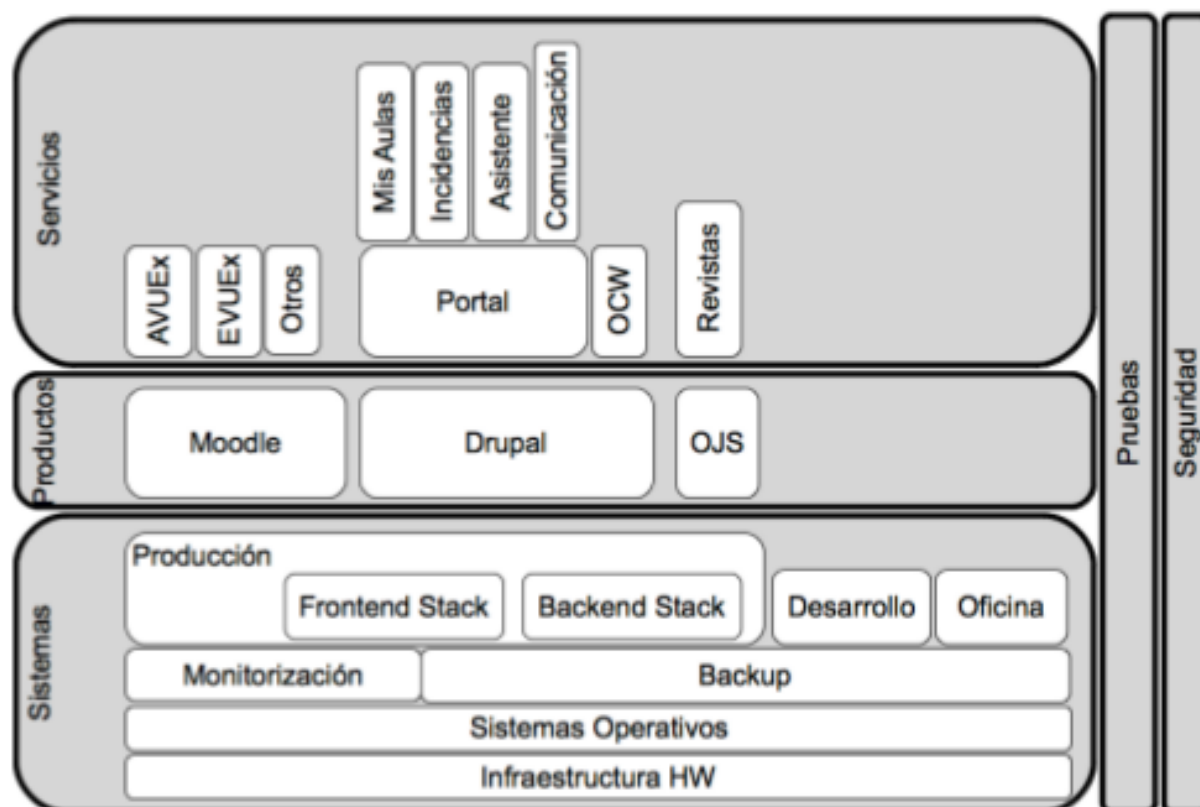 Servicios
Mis Aulas
Incidencias
Asistente
Comunicación
AVUEx
EVUEx
Otros
Portal
OCW
Revistas
Productos
Moodle
Drupal
OJS
Sistemas
Producción
Frontend Stack
Backend Stack
Desarrollo
Oficina
Monitorización
Backup
Sistemas Operativos
Infraestructura HW
Pruebas
Seguridad